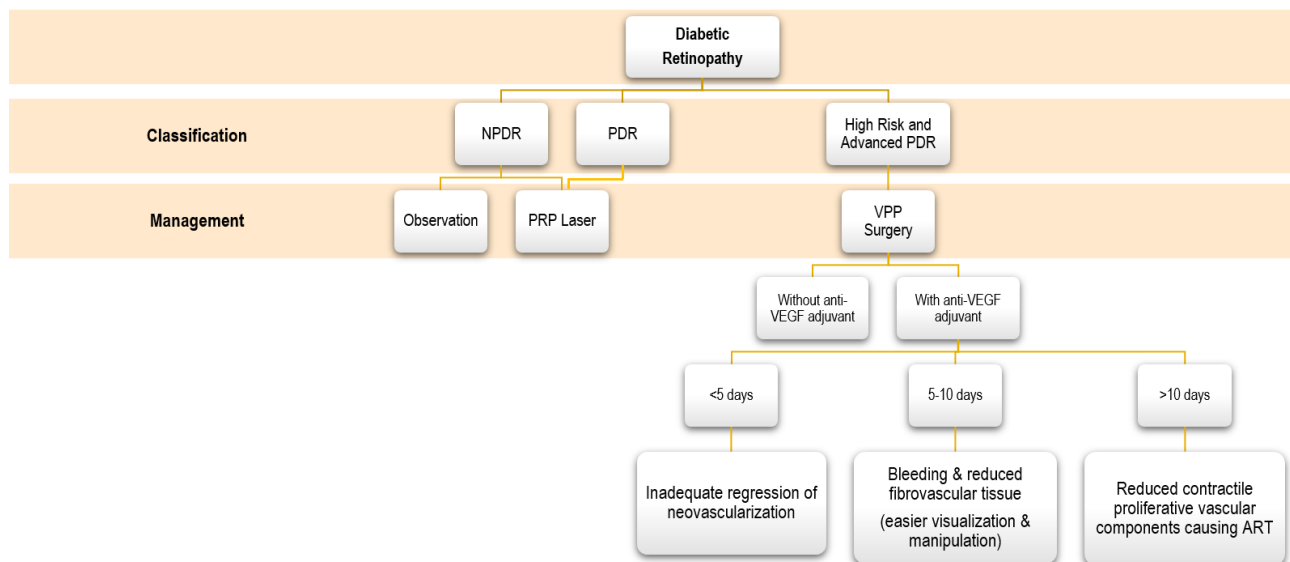 Diabetic
Retinopathy
Classification
NPDR
PDR
High Risk and
Advanced PDR
Management
Observation
PRP Laser
VPP
Surgery
Without anti-
VEGF adjuvant
With anti-VEGF
adjuvant
<5 days
5-10 days
>10 days
Inadequate regression of
neovascularization
Bleeding & reduced
fibrovascular tissue
(easier visualization &
manipulation)
Reduced contractile
proliferative vascular
components causing ART